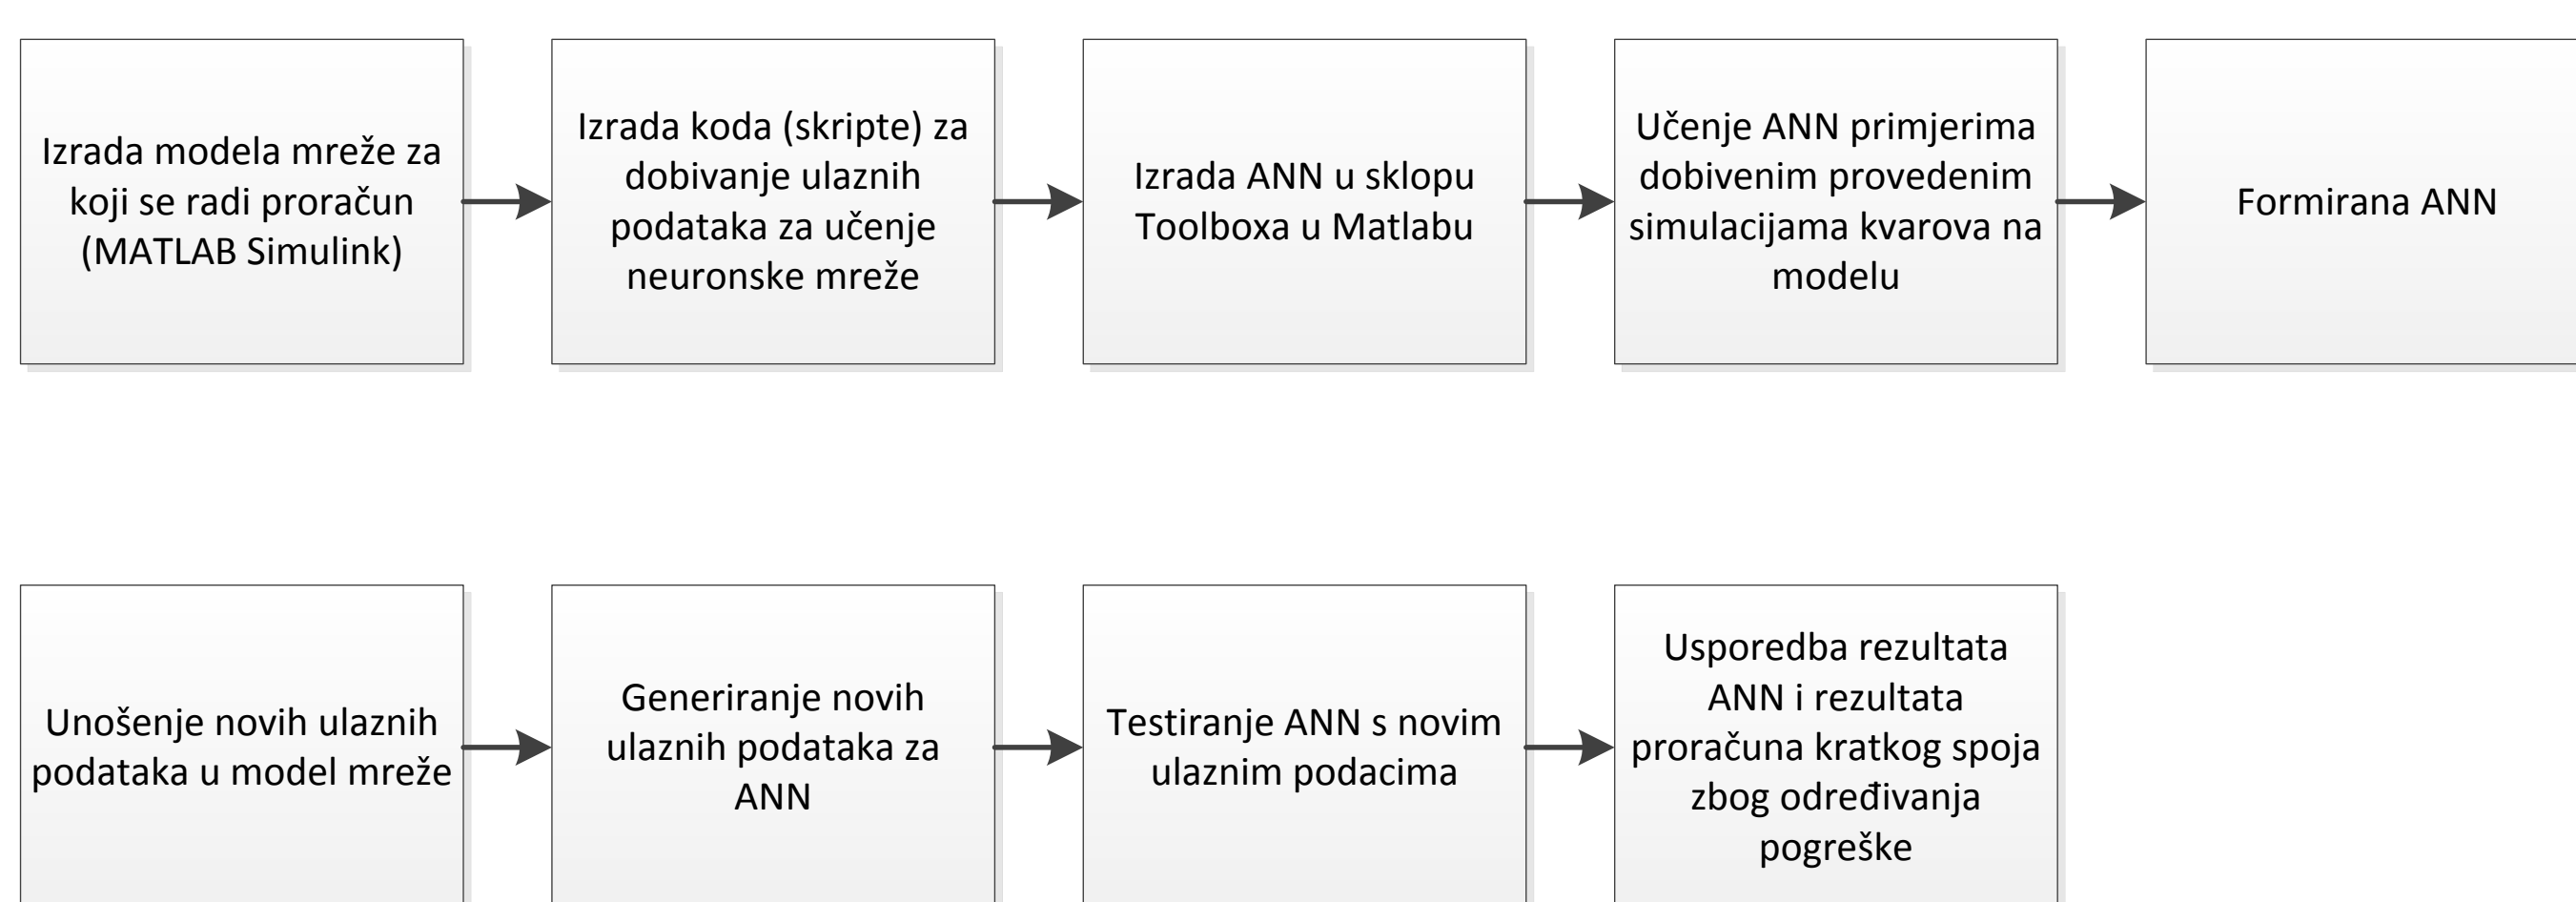 Izrada modela mreže za
koji se radi proračun
(MATLAB Simulink)
Izrada koda (skripte) za
dobivanje ulaznih
podataka za učenje
neuronske mreže
Izrada ANN u sklopu
Toolboxa u Matlabu
Učenje ANN primjerima
dobivenim provedenim
simulacijama kvarova na
modelu
Formirana ANN
Unošenje novih ulaznih
podataka u model mreže
Generiranje novih
ulaznih podataka za
ANN
Testiranje ANN s novim
ulaznim podacima
Usporedba rezultata
ANN i rezultata
proračuna kratkog spoja
zbog određivanja
pogreške